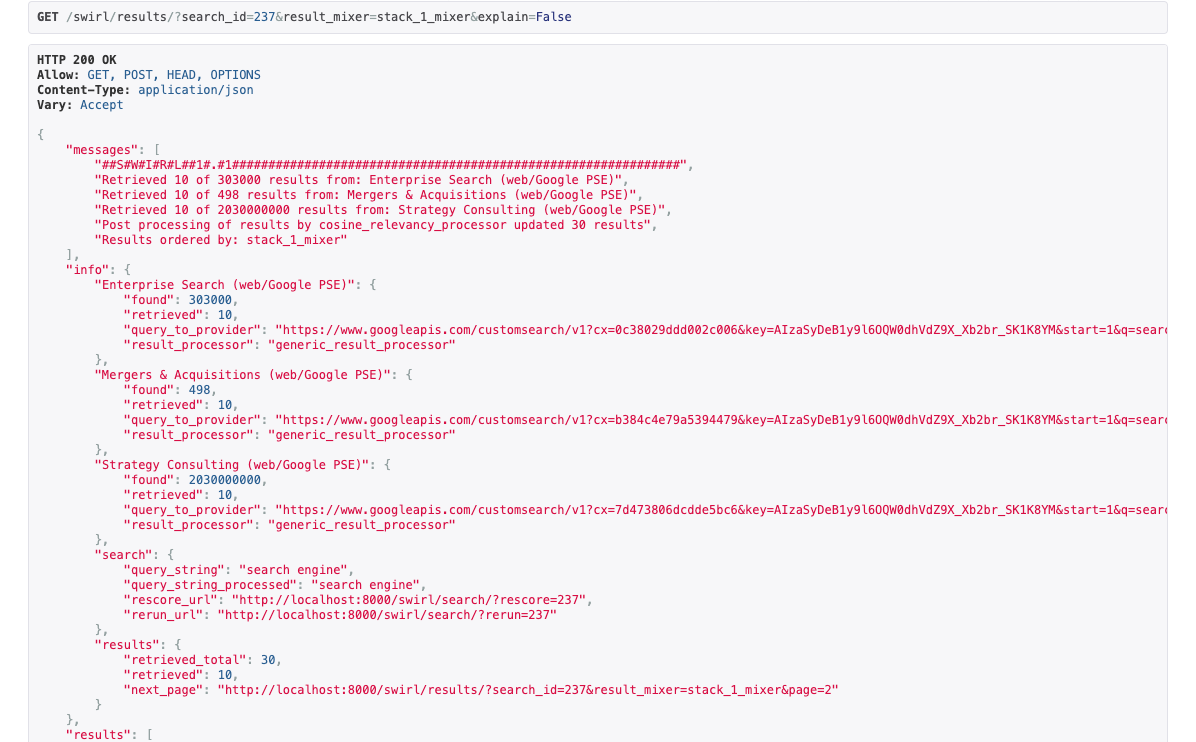 GET /swirl/results/?search_id=237&result_mixer=stack_1_mixer&explain=False
HTTP 200 OK
Allow: GET, POST, HEAD, OPTIONS
Content-Type: application/json
Vary: Accept
{
"messages": [
"##S#W#I#R#L##1#.#1##############################################################",
"Retrieved 10 of 303000 results from: Enterprise Search (web/Google PSE)",
"Retrieved 10 of 498 results from: Mergers & Acquisitions (web/Google PSE)",
"Retrieved 10 of 2030000000 results from: Strategy Consulting (web/Google PSE)",
"Post processing of results by cosine_relevancy_processor updated 30 results",
"Results ordered by: stack_1_mixer"
],
"info": {
"Enterprise Search (web/Google PSE)": {
"found": 303000,
"retrieved": 10,
"query_to_provider": "https://www.googleapis.com/customsearch/v1?cx=0c38029ddd002c006&key=AIzaSyDeB1y9l6OQW0dhVdZ9X_Xb2br_SK1K8YM&start=1&q=searc
"result_processor": "generic_result_processor"
},
"Mergers & Acquisitions (web/Google PSE)": {
"found": 498,
"retrieved": 10,
"query_to_provider": "https://www.googleapis.com/customsearch/v1?cx=b384c4e79a5394479&key=AIzaSyDeB1y9l6OQW0dhVdZ9X_Xb2br_SK1K8YM&start=1&q=searc
"result_processor": "generic_result_processor"
},
"Strategy Consulting (web/Google PSE)": {
"found": 2030000000,
"retrieved": 10,
"query_to_provider": "https://www.googleapis.com/customsearch/v1?cx=7d473806dcdde5bc6&key=AIzaSyDeB1y9l6OQW0dhVdZ9X_Xb2br_SK1K8YM&start=1&q=searc
"result_processor": "generic_result_processor"
},
"search": {
"query_string": "search engine",
"query_string_processed": "search engine",
"rescore_url": "http://localhost:8000/swirl/search/?rescore=237",
"rerun_url": "http://localhost:8000/swirl/search/?rerun=237"
},
"results": {
"retrieved_total": 30,
"retrieved": 10,
"next_page": "http://localhost:8000/swirl/results/?search_id=237&result_mixer=stack_1_mixer&page=2"
}
},
"results": [